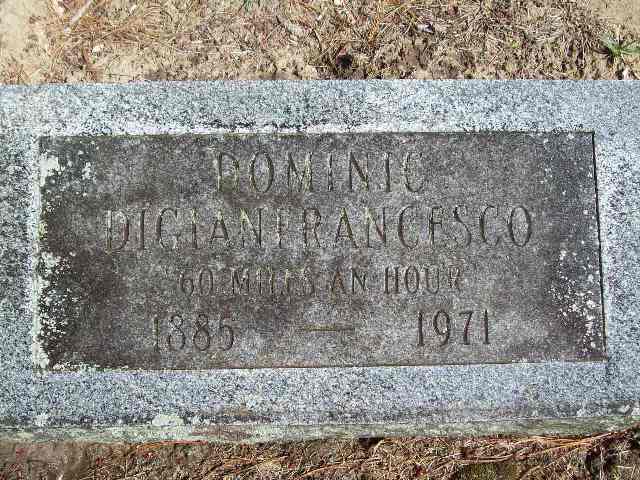 DOMINIC
DIGIANFRANCESCO
"60 MILES AN HOUR"
1885 — 1971